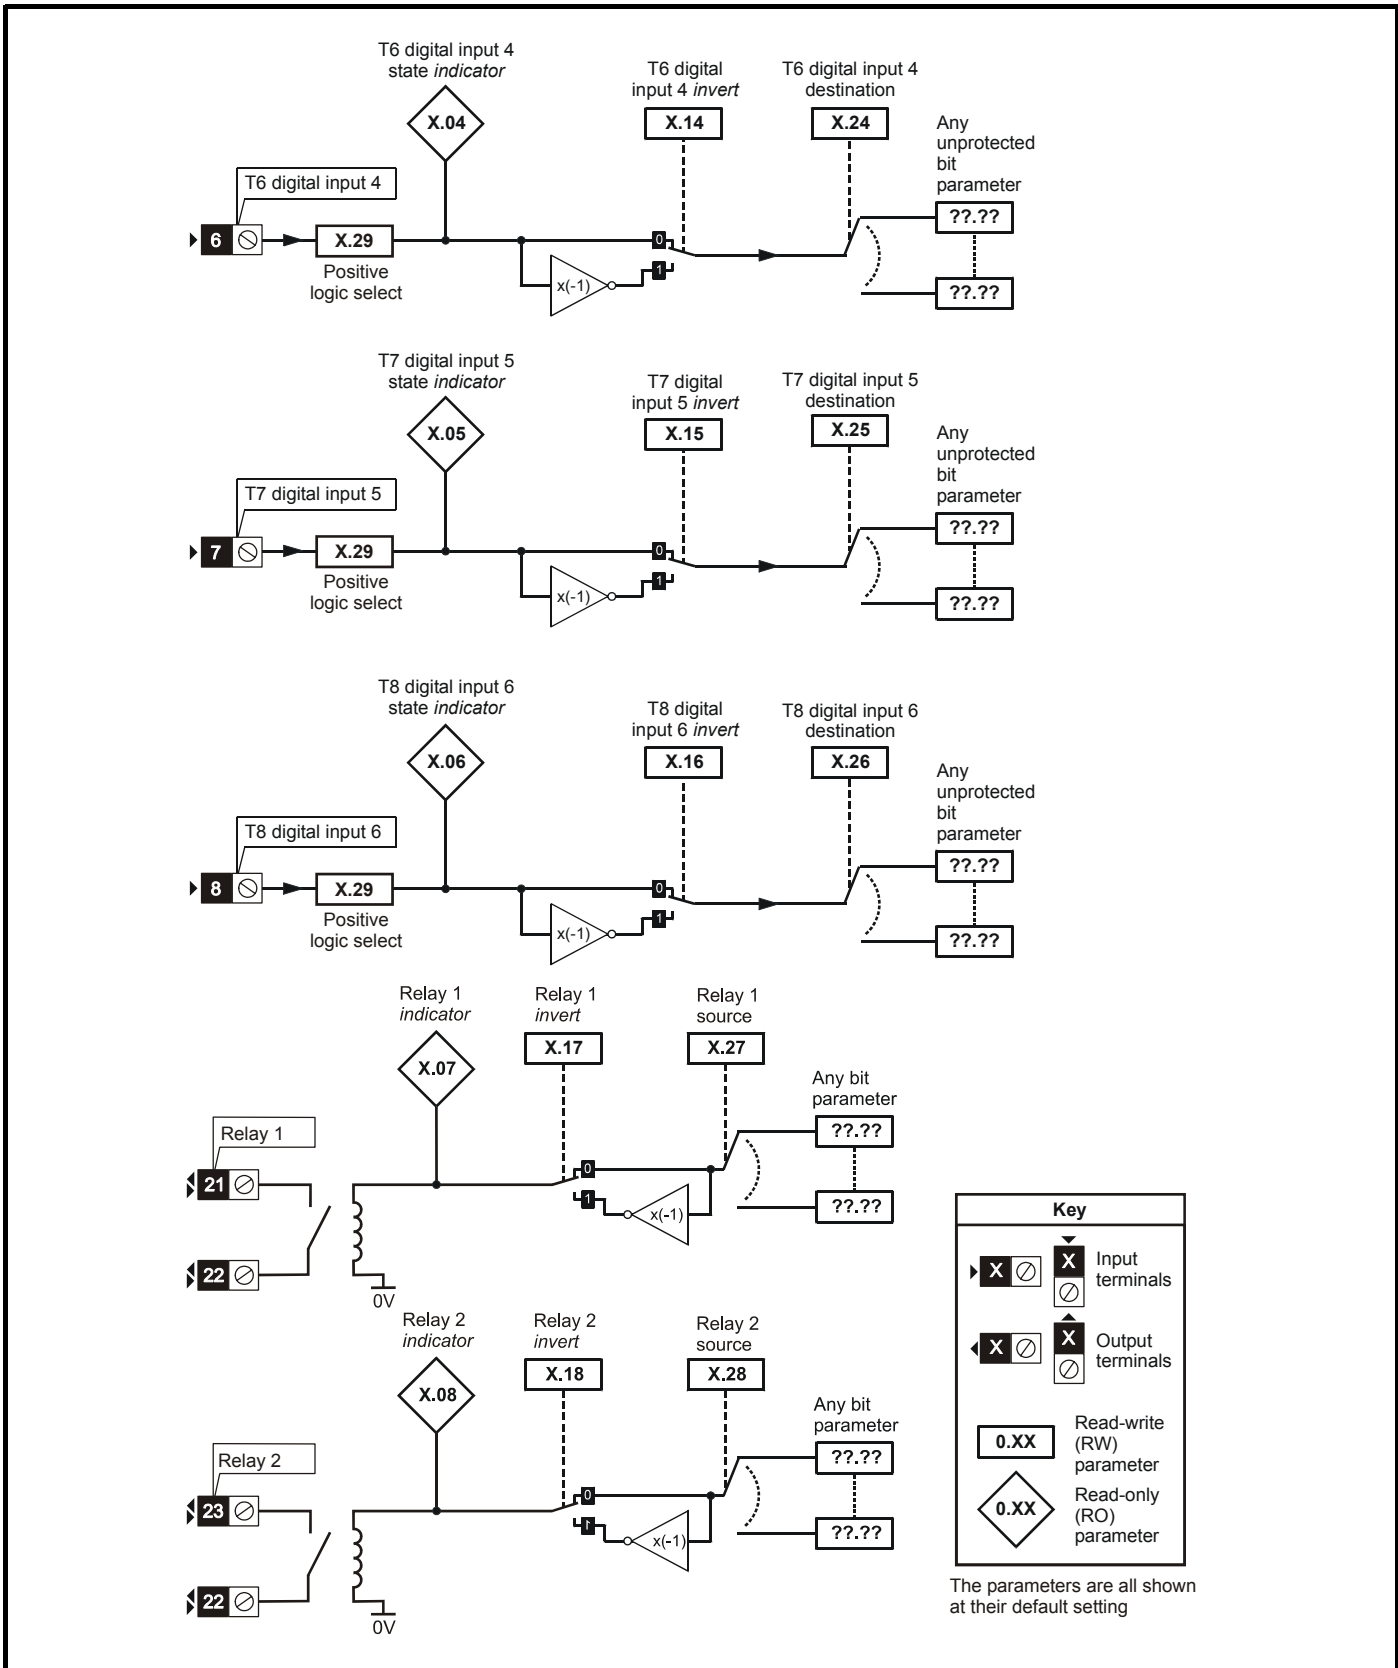 T6 digital input 4
state indicator
X.04
T6 digital
input 4 invert
X.14
T6 digital input 4
destination
X.24
Any
unprotected
bit
parameter
??.??
??.??
T6 digital input 4
6
X.29
Positive
logic select
x(-1)
0
1
T7 digital input 5
state indicator
X.05
T7 digital
input 5 invert
X.15
T7 digital input 5
destination
X.25
Any
unprotected
bit
parameter
??.??
??.??
T7 digital input 5
7
X.29
Positive
logic select
x(-1)
0
1
T8 digital input 6
state indicator
X.06
T8 digital
input 6 invert
X.16
T8 digital input 6
destination
X.26
Any
unprotected
bit
parameter
??.??
??.??
T8 digital input 6
8
X.29
Positive
logic select
x(-1)
0
1
Relay 1
indicator
X.07
Relay 1
invert
X.17
Relay 1
source
X.27
Any bit
parameter
??.??
??.??
Relay 1
21
22
0V
0
1
x(-1)
Relay 2
indicator
X.08
Relay 2
invert
X.18
Relay 2
source
X.28
Any bit
parameter
??.??
??.??
Relay 2
23
22
0V
0
1
x(-1)
Key
X
X
Input
terminals
X
X
Output
terminals
0.XX
Read-write
(RW)
parameter
0.XX
Read-only
(RO)
parameter
The parameters are all shown
at their default setting